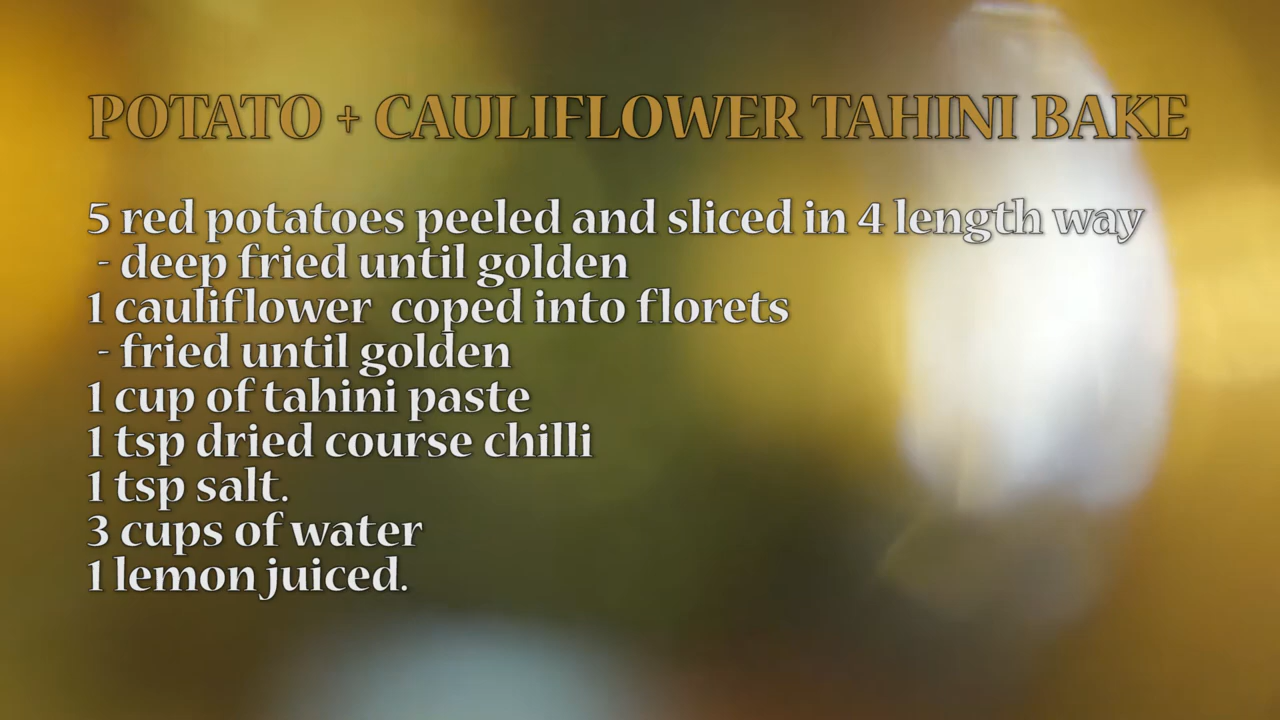 POTATO + CAULIFLOWER TAHINI BAKE
5 red potatoes peeled and sliced in 4 length way
- deep fried until golden
1 cauliflower coped into florets
- fried until golden
1 cup of tahini paste
1 tsp dried course chilli
1 tsp salt.
3 cups of water
1 lemon juiced.